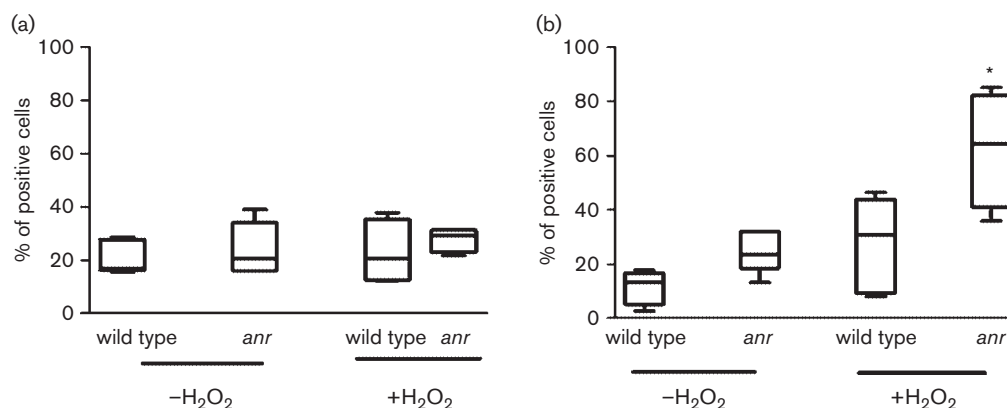 (a)
100
80
60
40
20
0
% of positive cells
wild type anr wild type anr
–H₂O₂ +H₂O₂
(b)
100
80
60
40
20
0
% of positive cells
*
wild type anr wild type anr
–H₂O₂ +H₂O₂